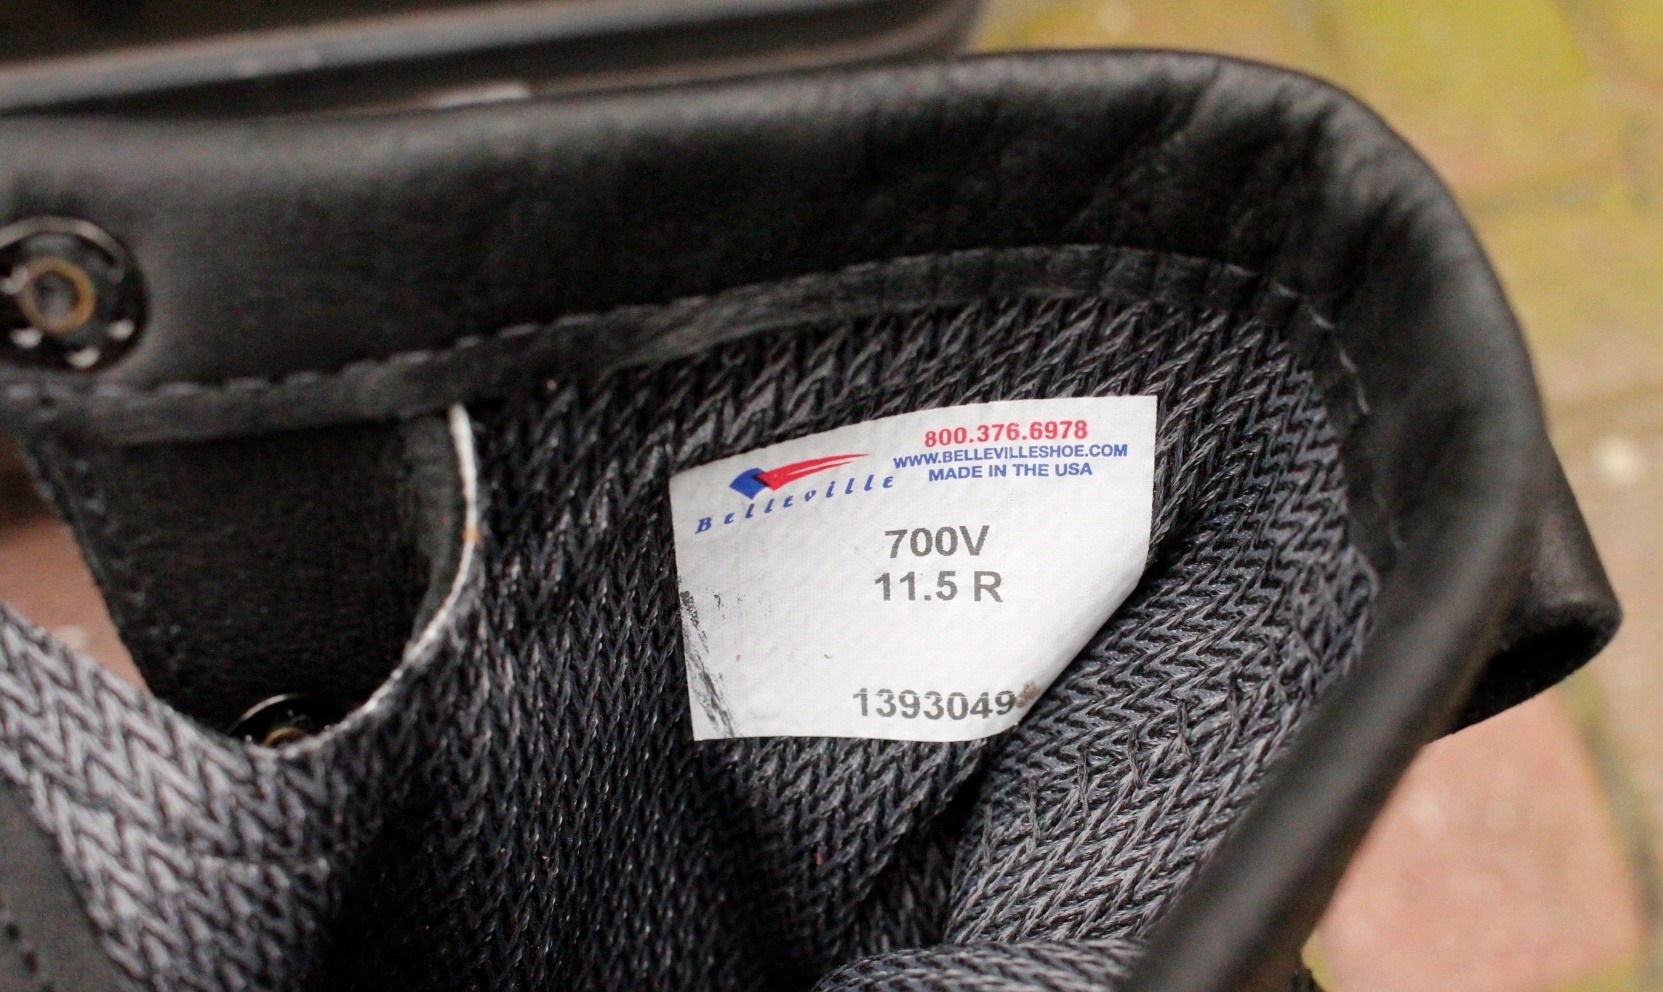 800.376.6978
WWW.BELLEVILLESHOE.COM
MADE IN THE USA
Belleville
700V
11.5 R
1393049